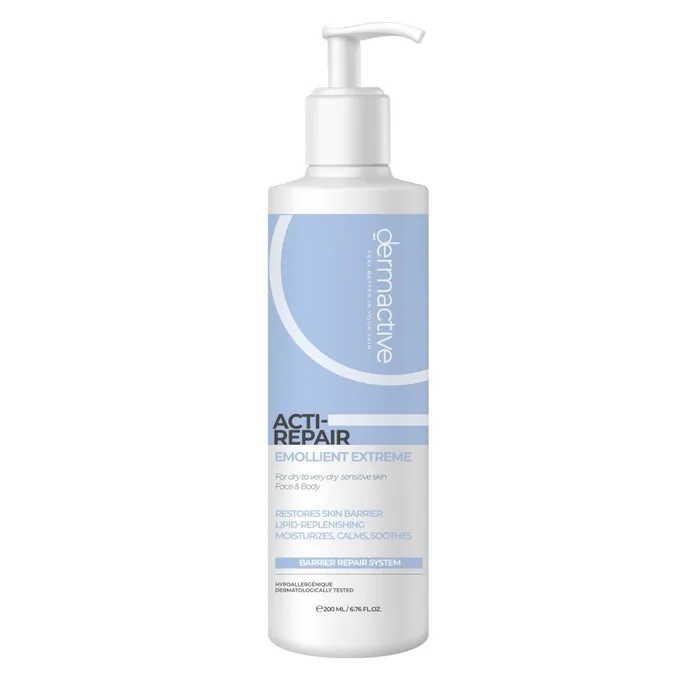 dermactive
FEEL BETTER IN YOUR SKIN
ACTI-
REPAIR
EMOLLIENT EXTREME
For dry to very dry sensitive skin
Face & Body
RESTORES SKIN BARRIER
LIPID-REPLENISHING
MOISTURIZES, CALMS, SOOTHES
BARRIER REPAIR SYSTEM
HYPOALLERGÉNIQUE
DERMATOLOGICALLY TESTED
℮200 ML / 6.76 FL.OZ.